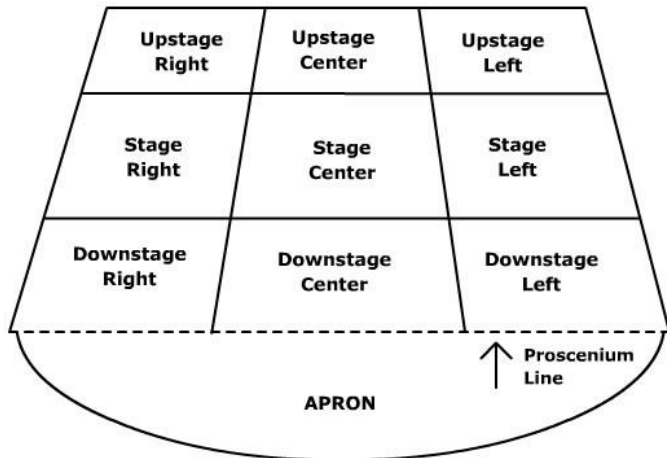 Upstage
Right
Upstage
Center
Upstage
Left
Stage
Right
Stage
Center
Stage
Left
Downstage
Right
Downstage
Center
Downstage
Left
Proscenium
Line
APRON